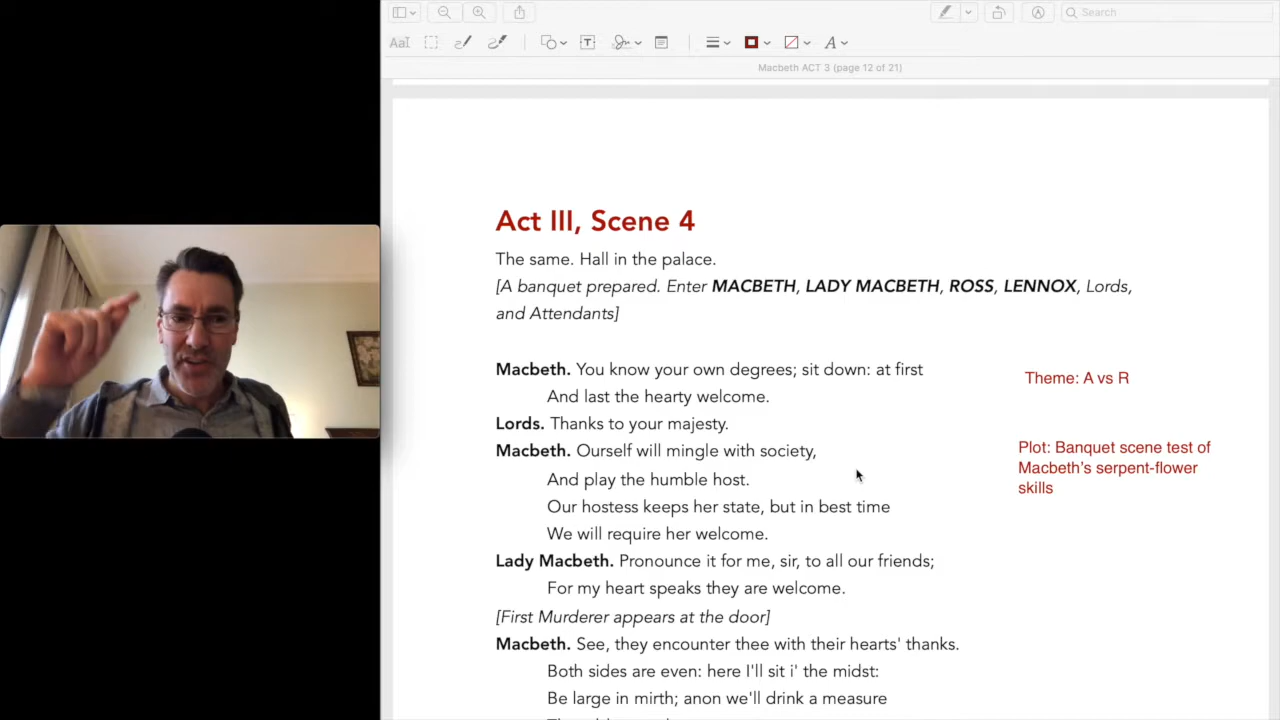 Search
AaI
T
A
Macbeth ACT 3 (page 12 of 21)
Act III, Scene 4
The same. Hall in the palace.
[A banquet prepared. Enter MACBETH, LADY MACBETH, ROSS, LENNOX, Lords,
and Attendants]
Macbeth. You know your own degrees; sit down: at first
Theme: A vs R
And last the hearty welcome.
Lords. Thanks to your majesty.
Macbeth. Ourself will mingle with society,
Plot: Banquet scene test of
Macbeth's serpent-flower
skills
And play the humble host.
Our hostess keeps her state, but in best time
We will require her welcome.
Lady Macbeth. Pronounce it for me, sir, to all our friends;
For my heart speaks they are welcome.
[First Murderer appears at the door]
Macbeth. See, they encounter thee with their hearts' thanks.
Both sides are even: here I'll sit i' the midst:
Be large in mirth; anon we'll drink a measure